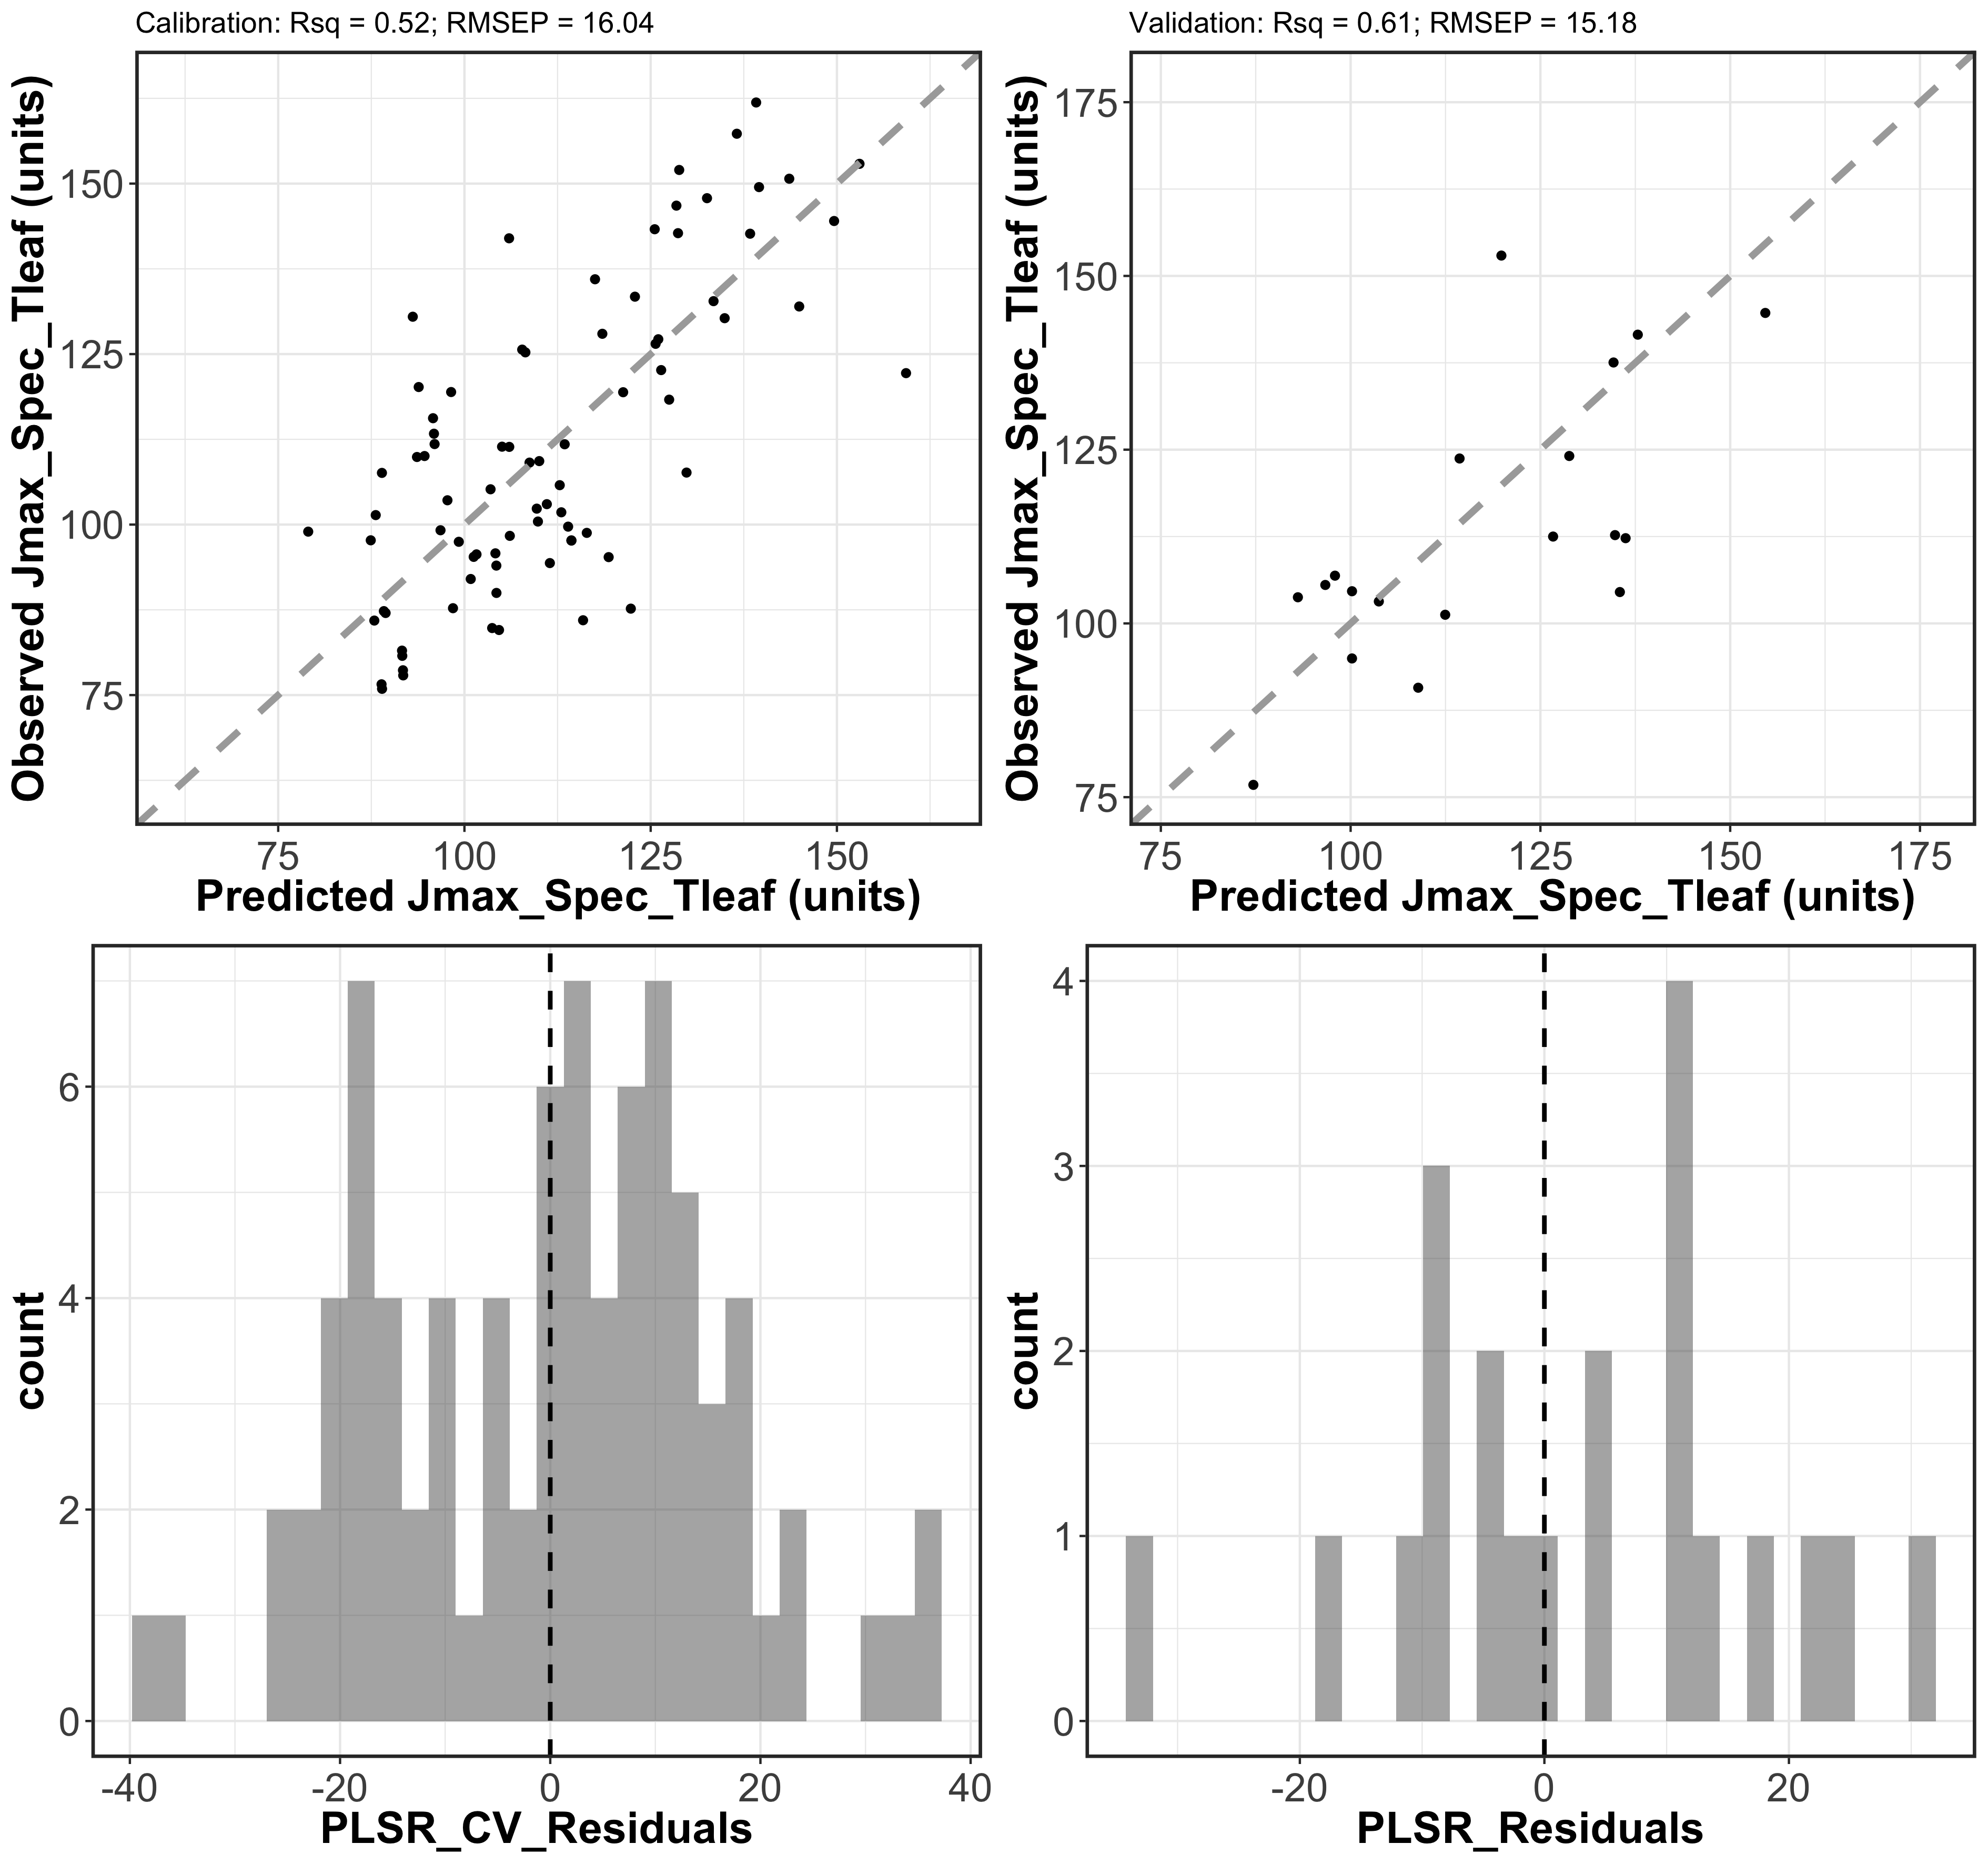 Calibration: Rsq = 0.52; RMSEP = 16.04
Observed Jmax_Spec_Tleaf (units)
150
125
100
75
75 100 125 150
Predicted Jmax_Spec_Tleaf (units)
Validation: Rsq = 0.61; RMSEP = 15.18
Observed Jmax_Spec_Tleaf (units)
175
150
125
100
75
75 100 125 150 175
Predicted Jmax_Spec_Tleaf (units)
count
6
4
2
0
-40 -20 0 20 40
PLSR_CV_Residuals
count
4
3
2
1
0
-20 0 20
PLSR_Residuals